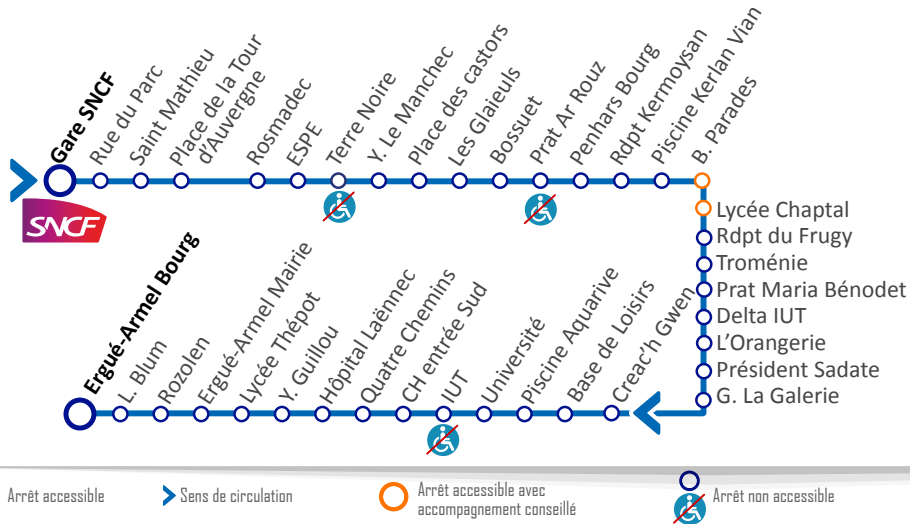 Gare SNCF
Rue du Parc
Saint Mathieu
Place de la Tour
d'Auvergne
Rosmadec
ESPE
Terre Noire
Y. Le Manchec
Place des castors
Les Glaieuls
Bossuet
Prat Ar Rouz
Penhars Bourg
Rdpt Kermoysan
Piscine Kerlan Vian
B. Parades
SNCF
Lycée Chaptal
Rdpt du Frugy
Troménie
Prat Maria Bénodet
Delta IUT
L'Orangerie
Président Sadate
G. La Galerie
Ergué-Armel Bourg
L. Blum
Rozolen
Ergué-Armel Mairie
Lycée Thépot
Y. Guillou
Hôpital Laënnec
Quatre Chemins
CH entrée Sud
IUT
Université
Piscine Aquarive
Base de Loisirs
Creac'h Gwen
Arrêt accessible
Sens de circulation
Arrêt accessible avec
accompagnement conseillé
Arrêt non accessible